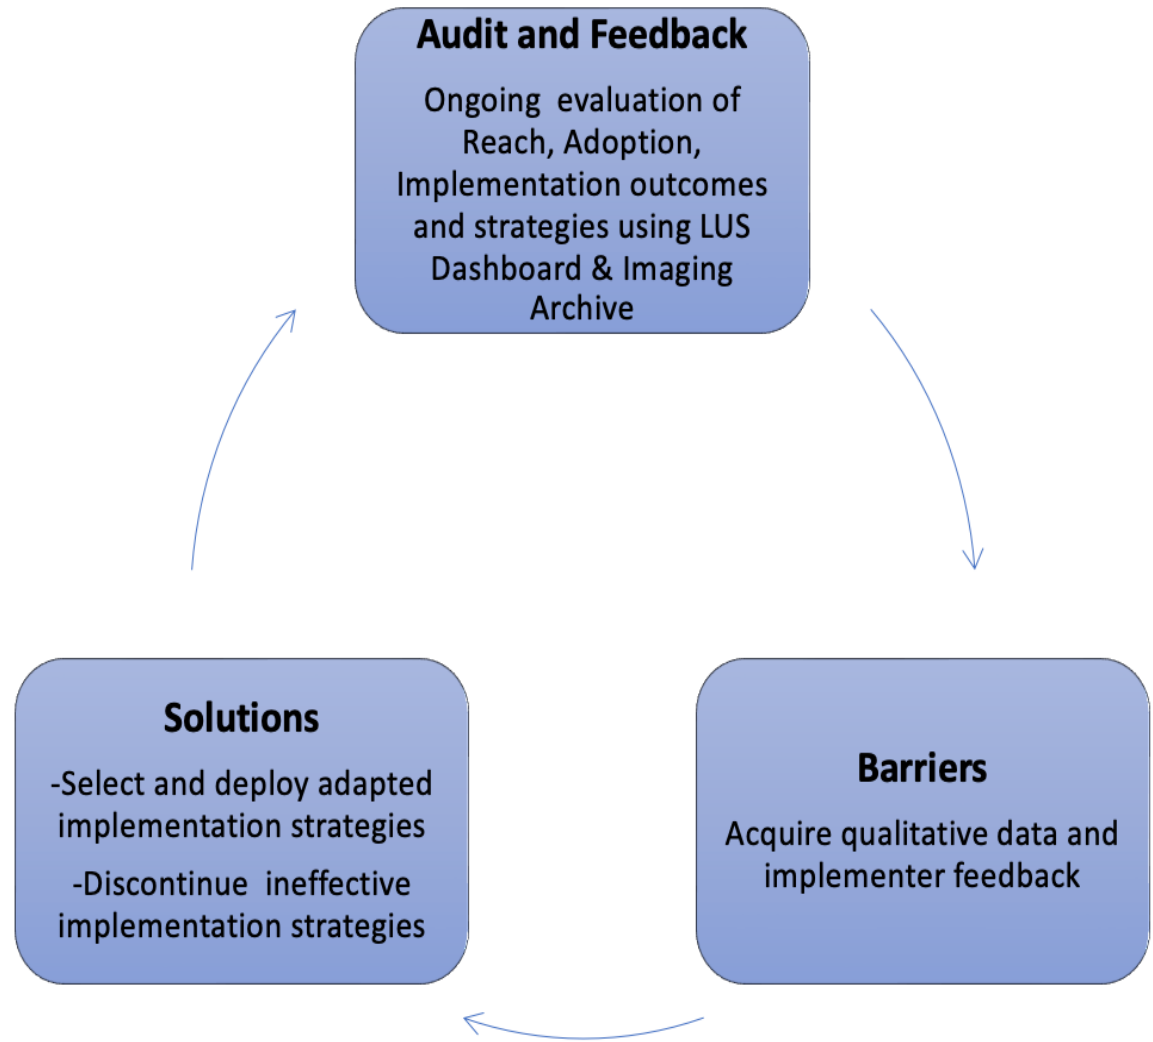 Audit and Feedback
Ongoing evaluation of
Reach, Adoption,
Implementation outcomes
and strategies using LUS
Dashboard & Imaging
Archive
Barriers
Acquire qualitative data and
implementer feedback
Solutions
-Select and deploy adapted
implementation strategies
-Discontinue ineffective
implementation strategies